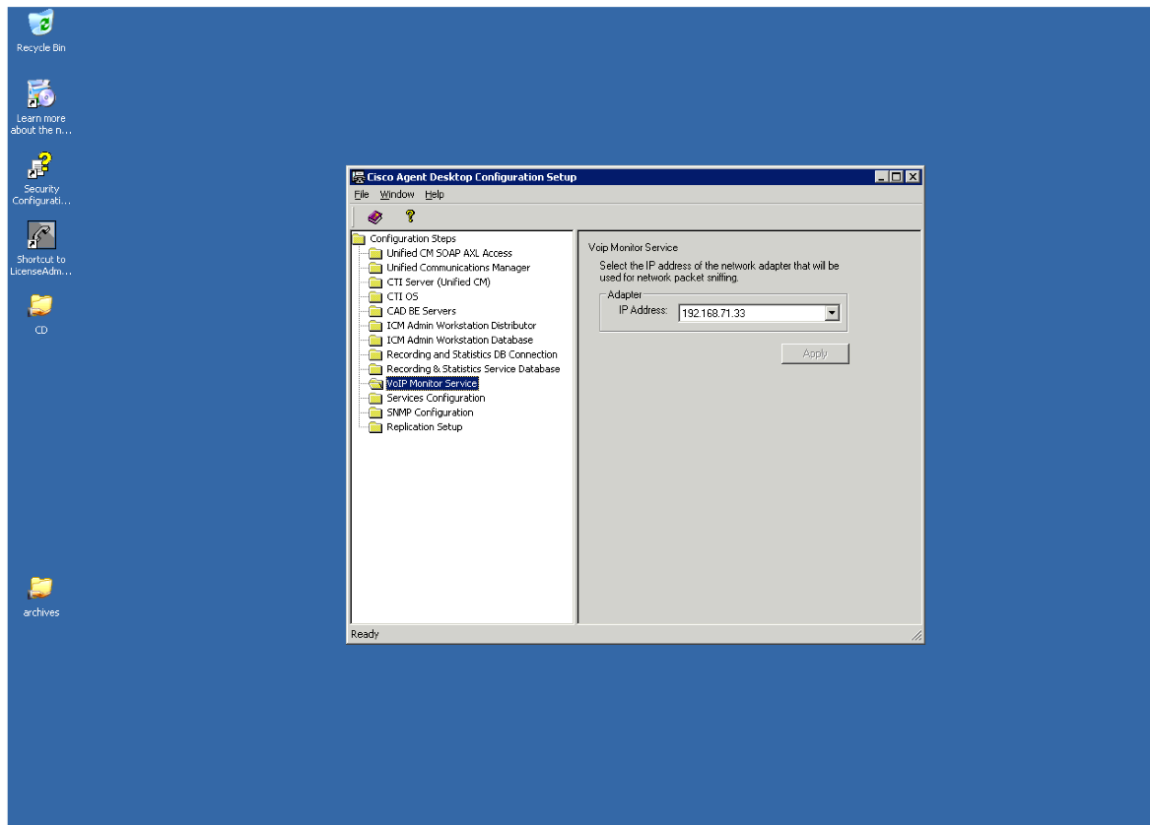 Recycle Bin
Learn more
about the n...
Security
Configurati...
Shortcut to
LicenseAdm...
CD
archives
Cisco Agent Desktop Configuration Setup
File Window Help
Configuration Steps
Unified CM SOAP AXL Access
Unified Communications Manager
CTI Server (Unified CM)
CTI OS
CAD BE Servers
ICM Admin Workstation Distributor
ICM Admin Workstation Database
Recording and Statistics DB Connection
Recording & Statistics Service Database
VoIP Monitor Service
Services Configuration
SNMP Configuration
Replication Setup
Voip Monitor Service
Select the IP address of the network adapter that will be
used for network packet sniffing.
Adapter
IP Address: 192.168.71.33
Apply
Ready